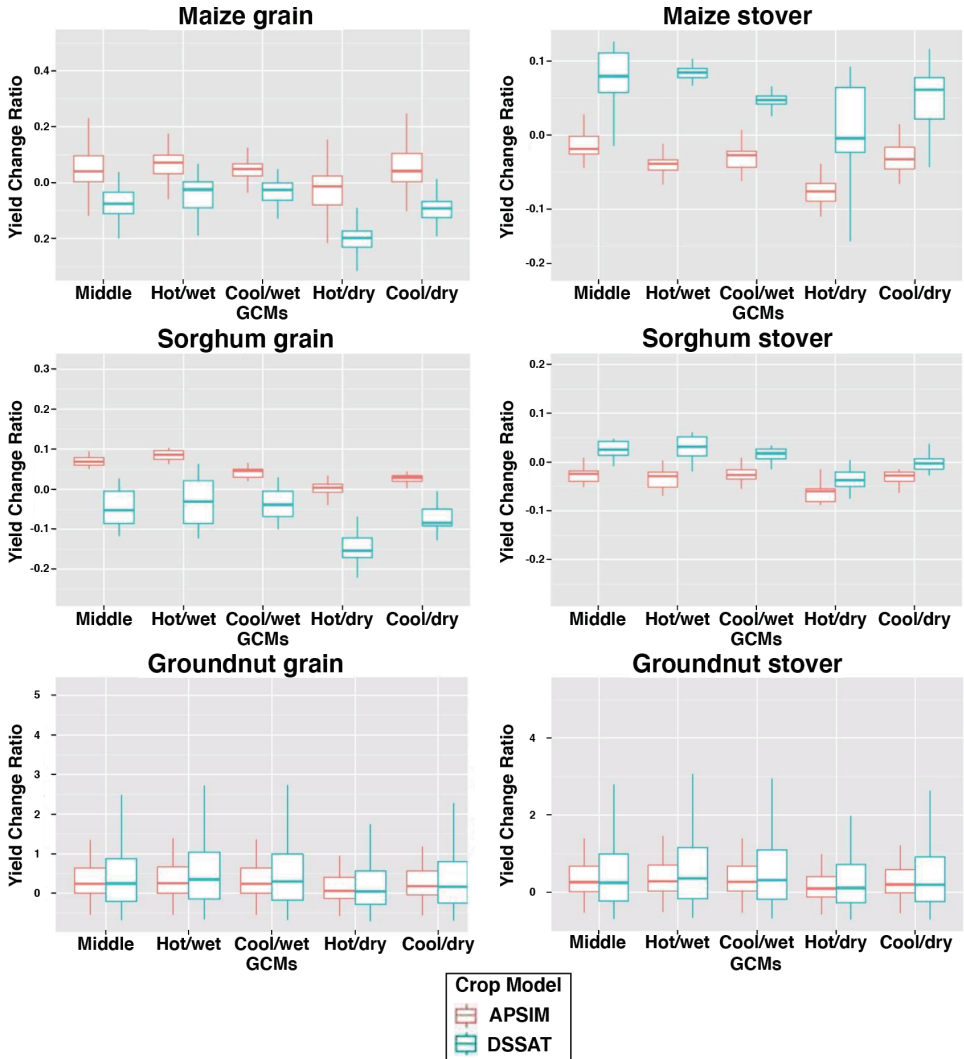 Maize grain
Yield Change Ratio
0.4
0.2
0.0
0.2
Middle Hot/wet Cool/wet Hot/dry Cool/dry
GCMs
Maize stover
Yield Change Ratio
0.1
0.0
-0.1
-0.2
Middle Hot/wet Cool/wet Hot/dry Cool/dry
GCMs
Sorghum grain
Yield Change Ratio
0.3
0.2
0.1
0.0
-0.1
-0.2
Middle Hot/wet Cool/wet Hot/dry Cool/dry
GCMs
Sorghum stover
Yield Change Ratio
0.2
0.1
0.0
-0.1
-0.2
Middle Hot/wet Cool/wet Hot/dry Cool/dry
GCMs
Groundnut grain
Yield Change Ratio
5
4
3
2
1
0
Middle Hot/wet Cool/wet Hot/dry Cool/dry
GCMs
Groundnut stover
Yield Change Ratio
4
2
0
Middle Hot/wet Cool/wet Hot/dry Cool/dry
GCMs
Crop Model
APSIM
DSSAT